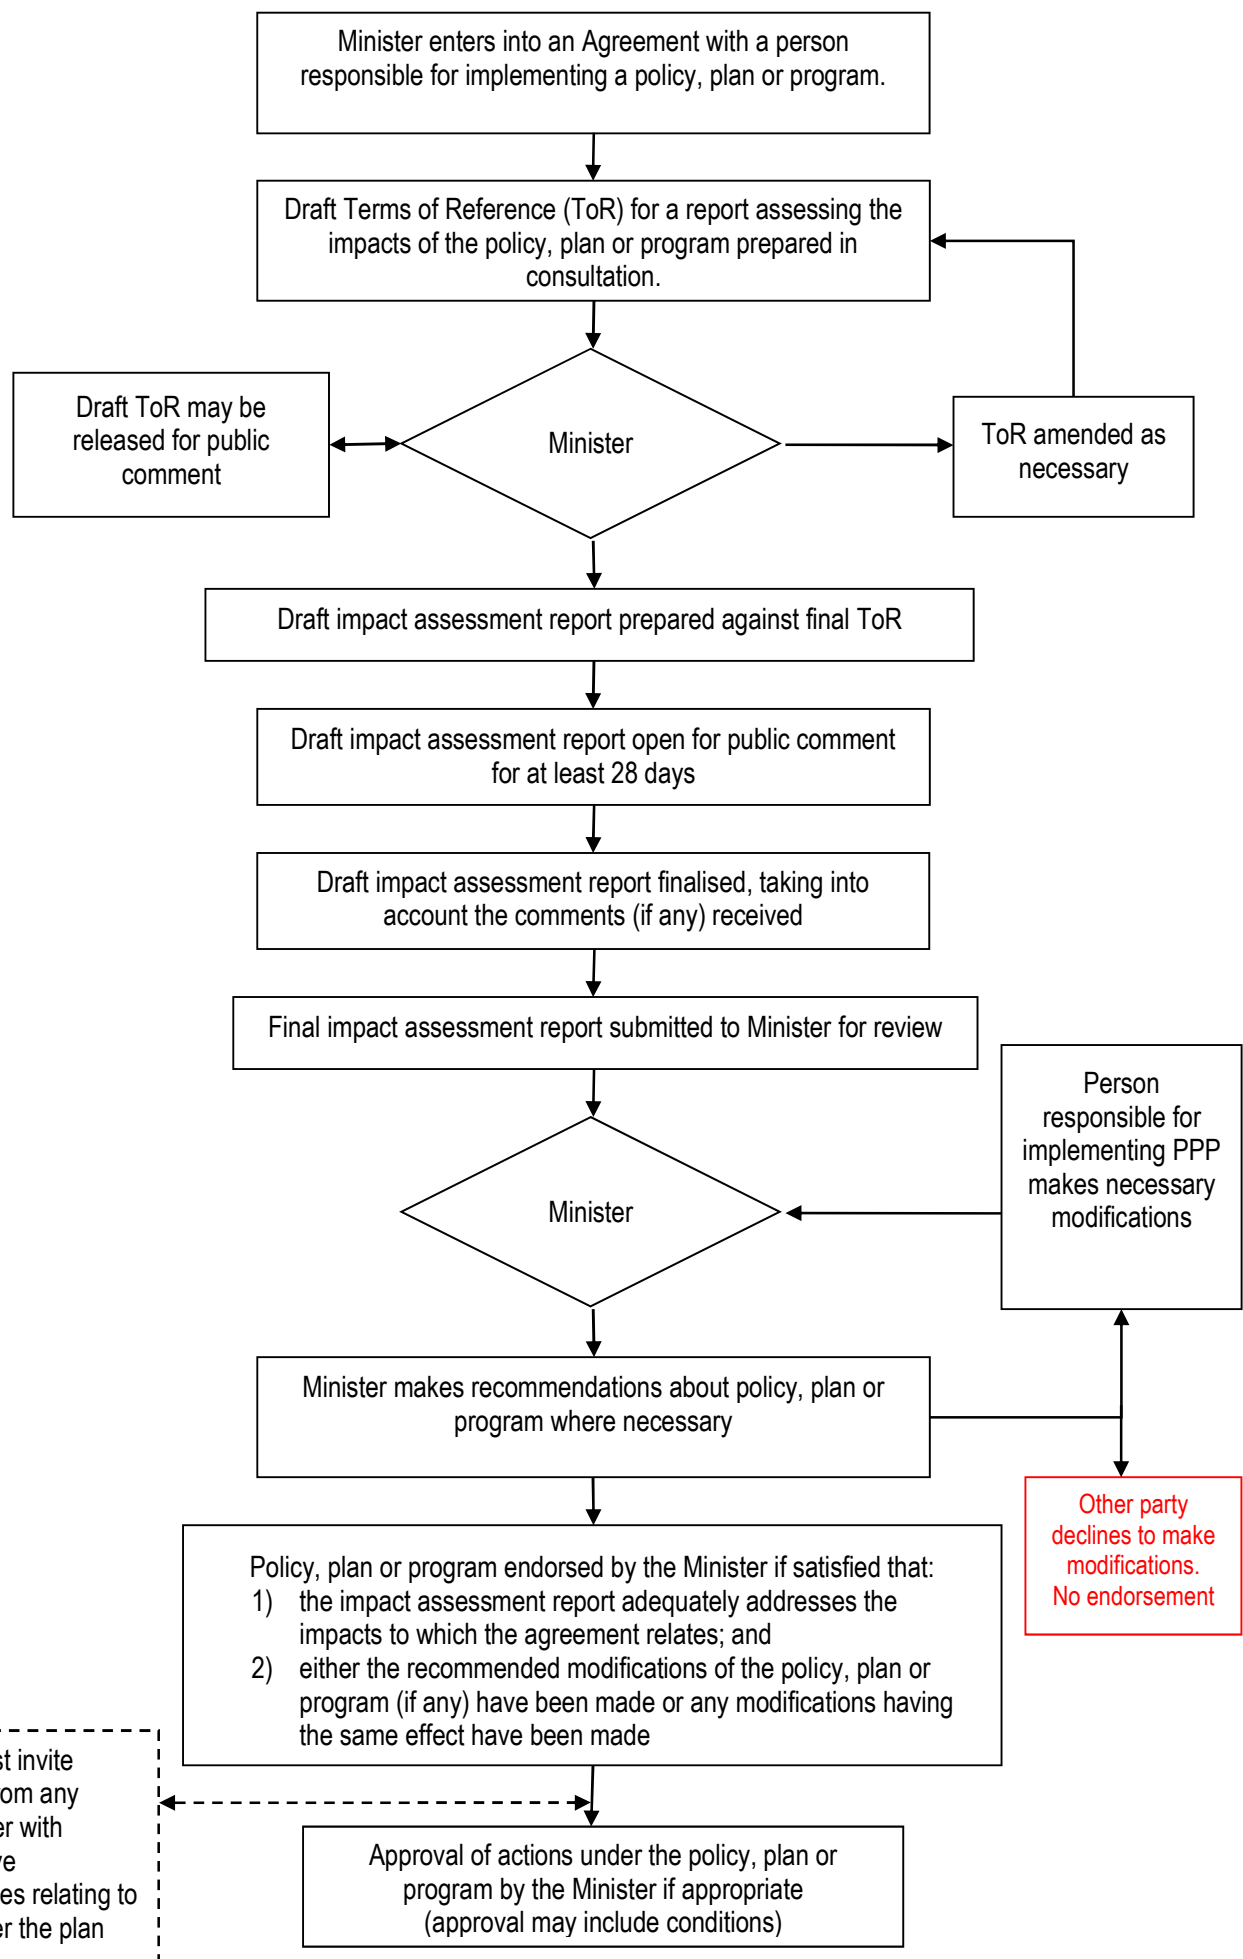 Minister enters into an Agreement with a person
responsible for implementing a policy, plan or program.
Draft Terms of Reference (ToR) for a report assessing the
impacts of the policy, plan or program prepared in
consultation.
Draft ToR may be
released for public
comment
Minister
ToR amended as
necessary
Draft impact assessment report prepared against final ToR
Draft impact assessment report open for public comment
for at least 28 days
Draft impact assessment report finalised, taking into
account the comments (if any) received
Final impact assessment report submitted to Minister for review
Person
responsible for
implementing PPP
makes necessary
modifications
Minister
Minister makes recommendations about policy, plan or
program where necessary
Other party
declines to make
modifications.
No endorsement
Policy, plan or program endorsed by the Minister if satisfied that:
1) the impact assessment report adequately addresses the
impacts to which the agreement relates; and
2) either the recommended modifications of the policy, plan or
program (if any) have been made or any modifications having
the same effect have been made
invite
any
with
relating to
the plan
Approval of actions under the policy, plan or
program by the Minister if appropriate
(approval may include conditions)